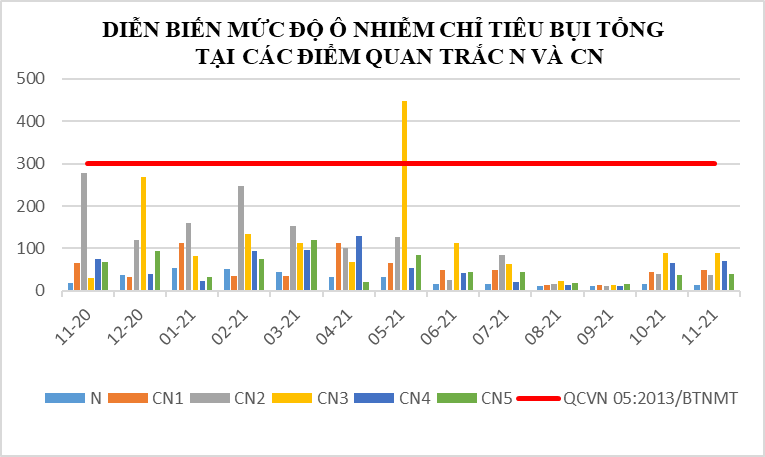 DIỄN BIẾN MỨC ĐỘ Ô NHIỄM CHỈ TIÊU BỤI TỔNG
TẠI CÁC ĐIỂM QUAN TRẮC N VÀ CN
500
400
300
200
100
0
11-20 12-20 01-21 02-21 03-21 04-21 05-21 06-21 07-21 08-21 09-21 10-21 11-21
N CN1 CN2 CN3 CN4 CN5 QCVN 05:2013/BTNMT